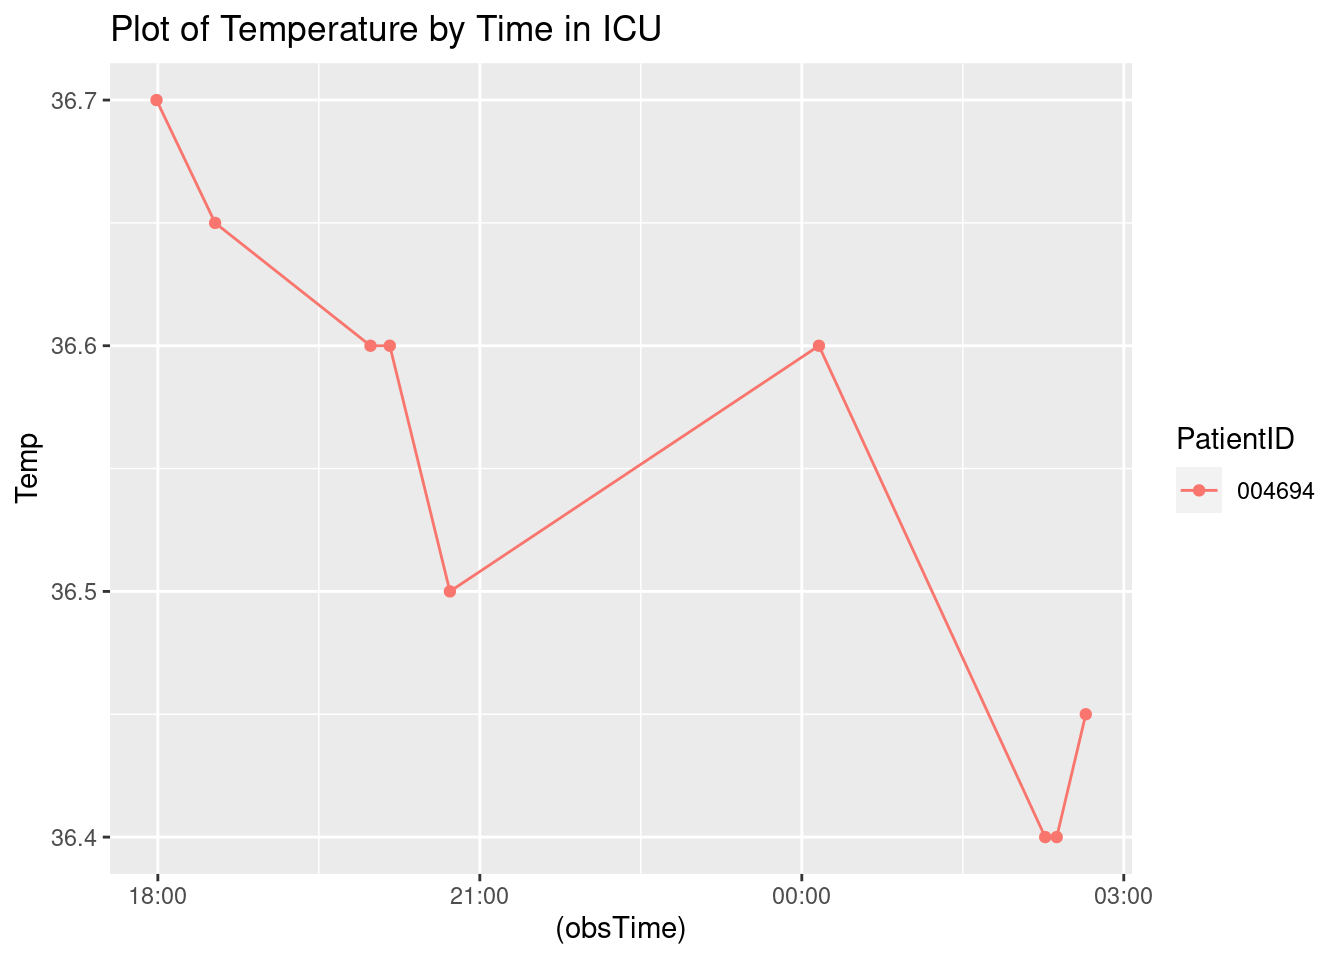 Plot of Temperature by Time in ICU
36.7
36.6
36.5
36.4
Temp
18:00 21:00 00:00 03:00
(obsTime)
PatientID
004694